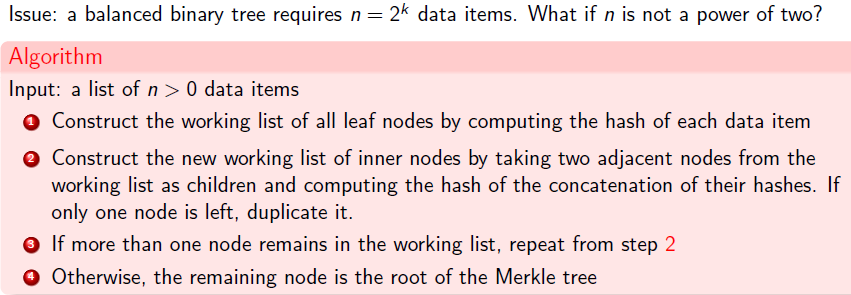 Issue: a balanced binary tree requires n = 2^k data items. What if n is not a power of two?
Algorithm
Input: a list of n > 0 data items
1 Construct the working list of all leaf nodes by computing the hash of each data item
2 Construct the new working list of inner nodes by taking two adjacent nodes from the
working list as children and computing the hash of the concatenation of their hashes. If
only one node is left, duplicate it.
3 If more than one node remains in the working list, repeat from step 2
4 Otherwise, the remaining node is the root of the Merkle tree